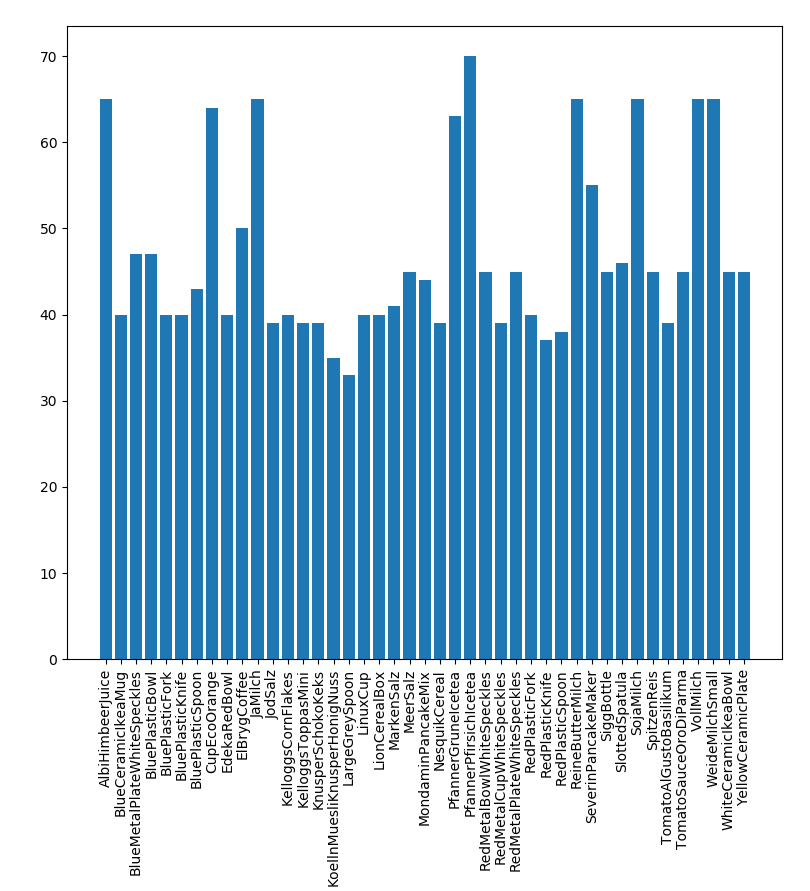 70
60
50
40
30
20
10
0
AlbiHimbeerJuice
BlueCeramicIkeaMug
BlueMetalPlateWhiteSpeckles
BluePlasticBowl
BluePlasticFork
BluePlasticKnife
BluePlasticSpoon
CupEcoOrange
EdekaRedBowl
ElBrygCoffee
JaMilch
JodSalz
KelloggsCornFlakes
KelloggsToppasMini
KnusperSchokoKeks
KoellnMuesliKnusperHonigNuss
LargeGreySpoon
LinuxCup
LionCerealBox
MarkenSalz
MeerSalz
MondaminPancakeMix
NesquikCereal
PfannerGruneIcetea
PfannerPfirsichIcetea
RedMetalBowlWhiteSpeckles
RedMetalCupWhiteSpeckles
RedMetalPlateWhiteSpeckles
RedPlasticFork
RedPlasticKnife
RedPlasticSpoon
ReineButterMilch
SeverinPancakeMaker
SiggBottle
SlottedSpatula
SojaMilch
SpitzenReis
TomatoAlGustoBasilikum
TomatoSauceOroDiParma
VollMilch
WeideMilchSmall
WhiteCeramicIkeaBowl
YellowCeramicPlate